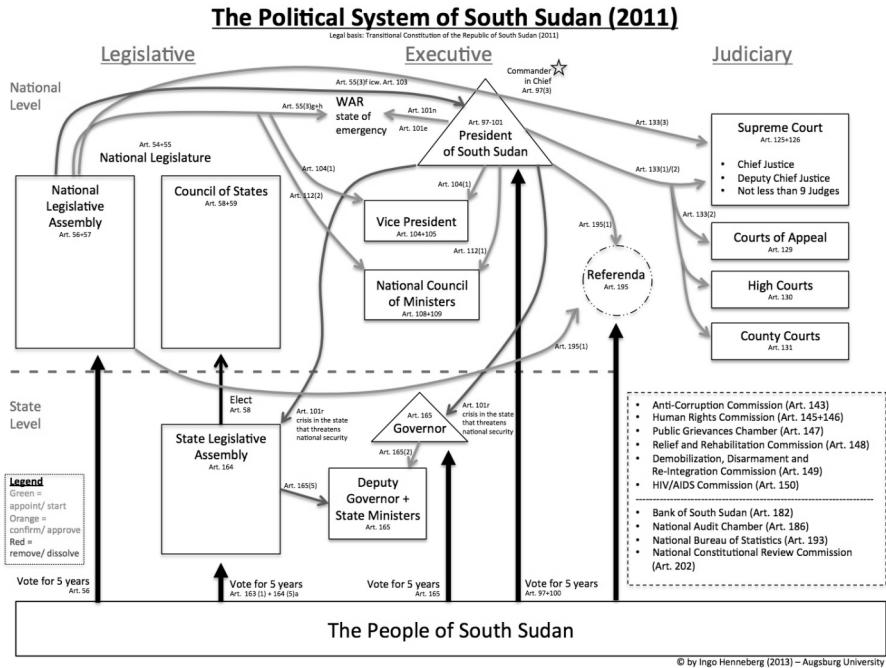 The Political System of South Sudan (2011)
Legal basis: Transitional Constitution of the Republic of South Sudan (2011)
Legislative
Executive
Judiciary
National
Level
Commander
in Chief
Art. 97(3)
Art. 55(3)f icw. Art. 103
Art. 55(3)g+h
WAR
state of
emergency
Art. 101n
Art. 101e
Art. 97-101
President
of South Sudan
Art. 133(3)
Art. 133(1)/(2)
Art. 133(2)
Supreme Court
Art. 125+126
• Chief Justice
• Deputy Chief Justice
• Not less than 9 Judges
Art. 54+55
National Legislature
National
Legislative
Assembly
Art. 56+57
Council of States
Art. 58+59
Art. 104(1)
Art. 112(2)
Art. 104(1)
Vice President
Art. 104+105
Art. 112(1)
National Council
of Ministers
Art. 108+109
Art. 195(1)
Referenda
Art. 195
Art. 195(1)
Courts of Appeal
Art. 129
High Courts
Art. 130
County Courts
Art. 131
State
Level
Elect
Art. 58
State Legislative
Assembly
Art. 164
Art. 101r
crisis in the state
that threatens
national security
Art. 165
Governor
Art. 101r
crisis in the state
that threatens
national security
Art. 165(2)
Art. 165(5)
Deputy
Governor +
State Ministers
Art. 165
• Anti-Corruption Commission (Art. 143)
• Human Rights Commission (Art. 145+146)
• Public Grievances Chamber (Art. 147)
• Relief and Rehabilitation Commission (Art. 148)
• Demobilization, Disarmament and
Re-Integration Commission (Art. 149)
• HIV/AIDS Commission (Art. 150)
• Bank of South Sudan (Art. 182)
• National Audit Chamber (Art. 186)
• National Bureau of Statistics (Art. 193)
• National Constitutional Review Commission
(Art. 202)
Legend
Green =
appoint/ start
Orange =
confirm/ approve
Red =
remove/ dissolve
Vote for 5 years
Art. 56
Vote for 5 years
Art. 163 (1) + 164 (5)a
Vote for 5 years
Art. 165
Vote for 5 years
Art. 97+100
The People of South Sudan
© by Ingo Henneberg (2013) – Augsburg University